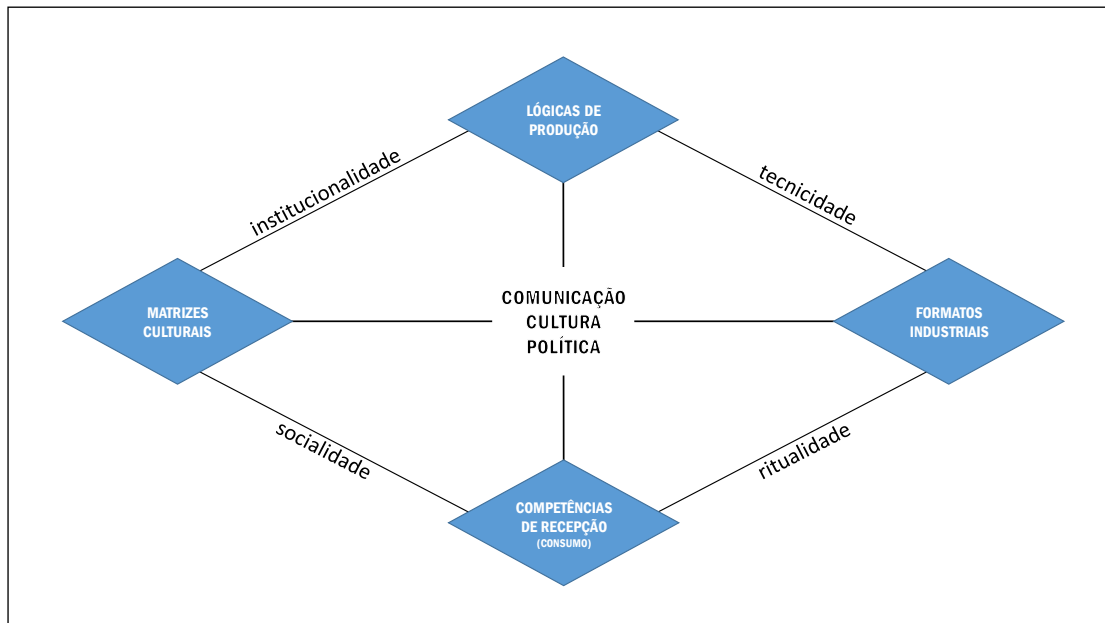 LÓGICAS DE
PRODUÇÃO
institucionalidade
tecnicidade
MATRIZES
CULTURAIS
COMUNICAÇÃO
CULTURA
POLÍTICA
FORMATOS
INDUSTRIAIS
socialidade
ritualidade
COMPETÊNCIAS
DE RECEPÇÃO
(CONSUMO)